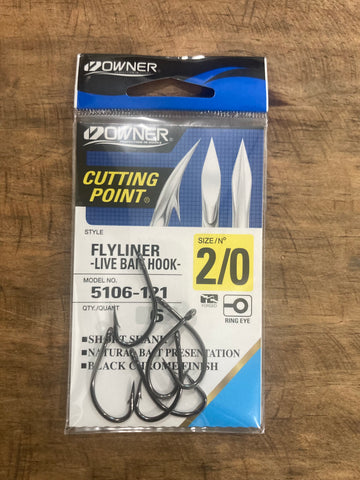 OWNER
OWNER
CUTTING
POINT®
STYLE
FLYLINER
-LIVE BAIT HOOK-
MODEL NO.
5106-121
QTY./QUANT
SIZE/N°
2/0
FORGED
RING EYE
■ SHORT SHANK
■ NATURAL BAIT PRESENTATION
■ BLACK CHROME FINISH